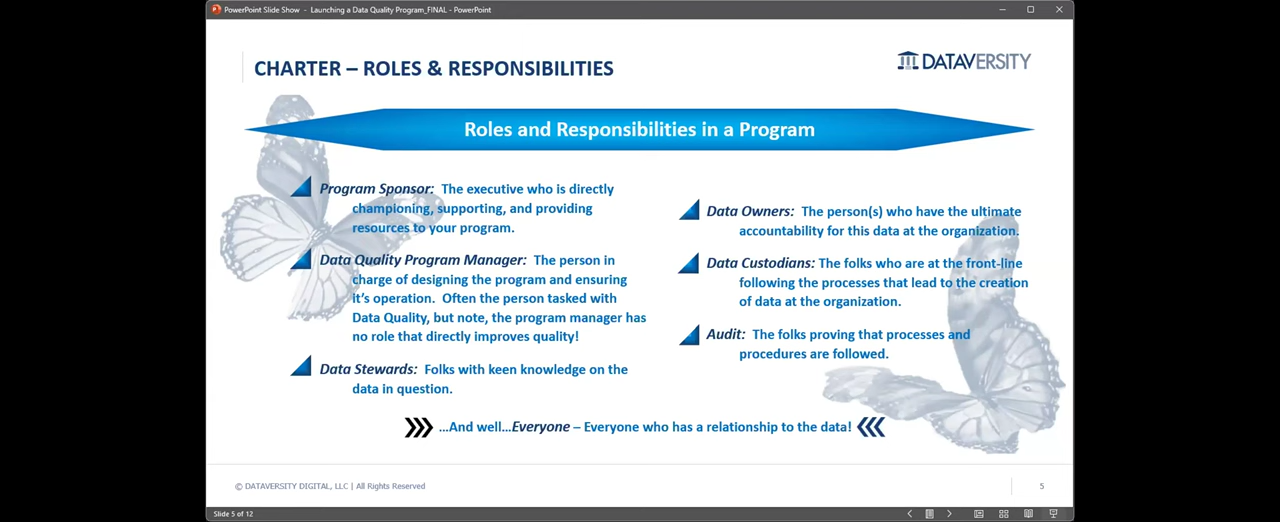 PowerPoint Slide Show - Launching a Data Quality Program_FINAL - PowerPoint
CHARTER – ROLES & RESPONSIBILITIES
DATAVERSITY
Roles and Responsibilities in a Program
Program Sponsor: The executive who is directly
championing, supporting, and providing
resources to your program.
Data Quality Program Manager: The person in
charge of designing the program and ensuring
it's operation. Often the person tasked with
Data Quality, but note, the program manager has
no role that directly improves quality!
Data Stewards: Folks with keen knowledge on the
data in question.
Data Owners: The person(s) who have the ultimate
accountability for this data at the organization.
Data Custodians: The folks who are at the front-line
following the processes that lead to the creation
of data at the organization.
Audit: The folks proving that processes and
procedures are followed.
...And well...Everyone – Everyone who has a relationship to the data!
© DATAVERSITY DIGITAL, LLC | All Rights Reserved
5
Slide 5 of 12